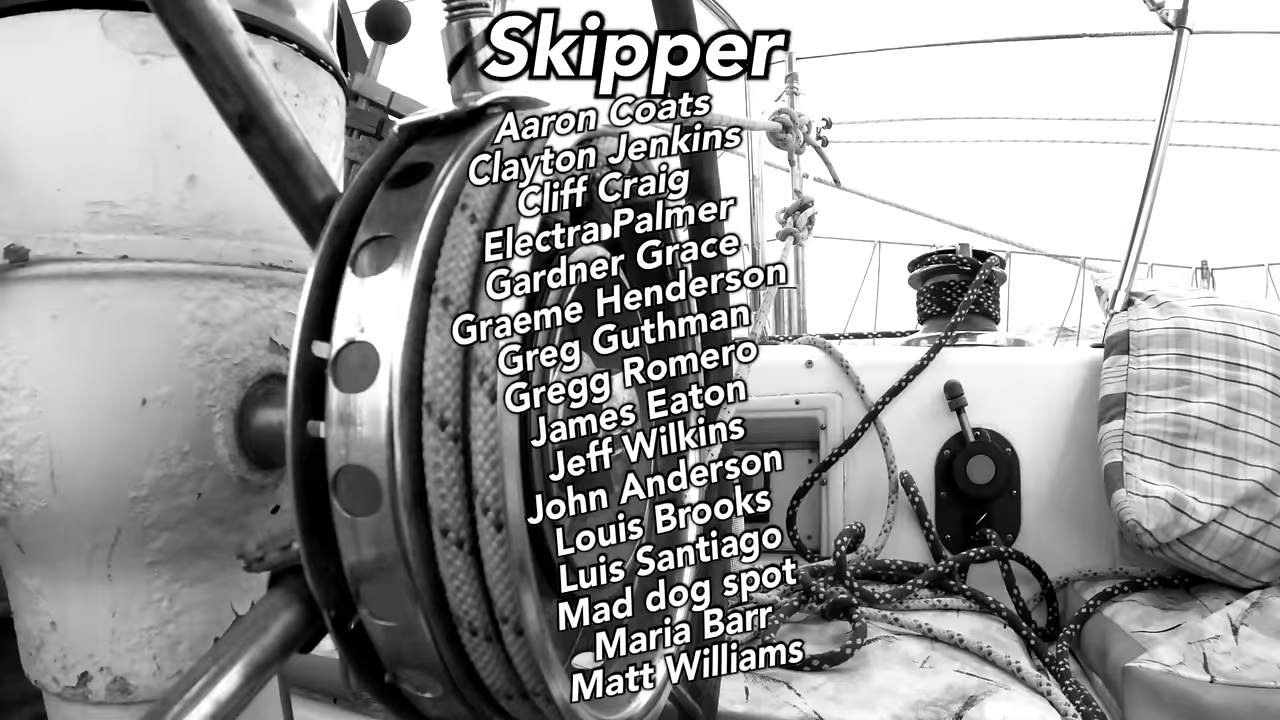 Skipper
Aaron Coats
Clayton Jenkins
Cliff Craig
Electra Palmer
Gardner Grace
Graeme Henderson
Greg Guthman
Gregg Romero
James Eaton
Jeff Wilkins
John Anderson
Louis Brooks
Luis Santiago
Mad dog spot
Maria Barr
Matt Williams